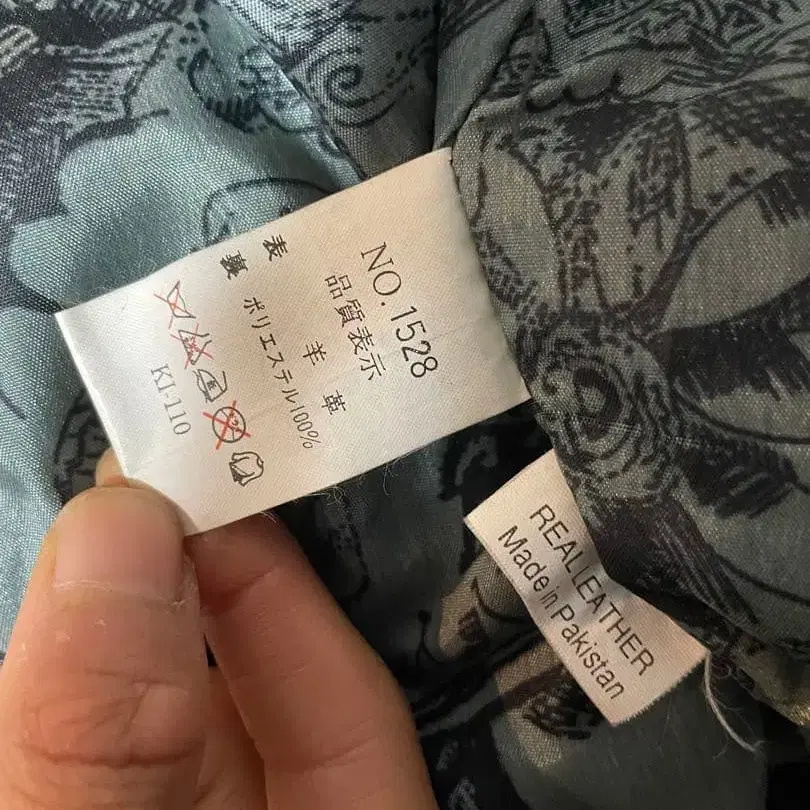 NO. 1528
品質表示
表 羊革
裏 ポリエステル100%
KI-110
REAL LEATHER
Made in Pakistan